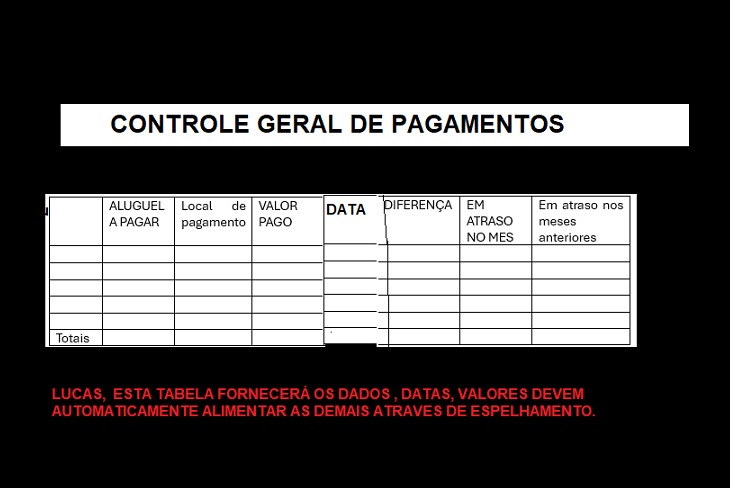 CONTROLE GERAL DE PAGAMENTOS
ALUGUEL A PAGAR
Local de pagamento
VALOR PAGO
DATA
DIFERENÇA
EM ATRASO NO MES
Em atraso nos meses anteriores
Totais
LUCAS, ESTA TABELA FORNECERÁ OS DADOS , DATAS, VALORES DEVEM
AUTOMATICAMENTE ALIMENTAR AS DEMAIS ATRAVES DE ESPELHAMENTO.